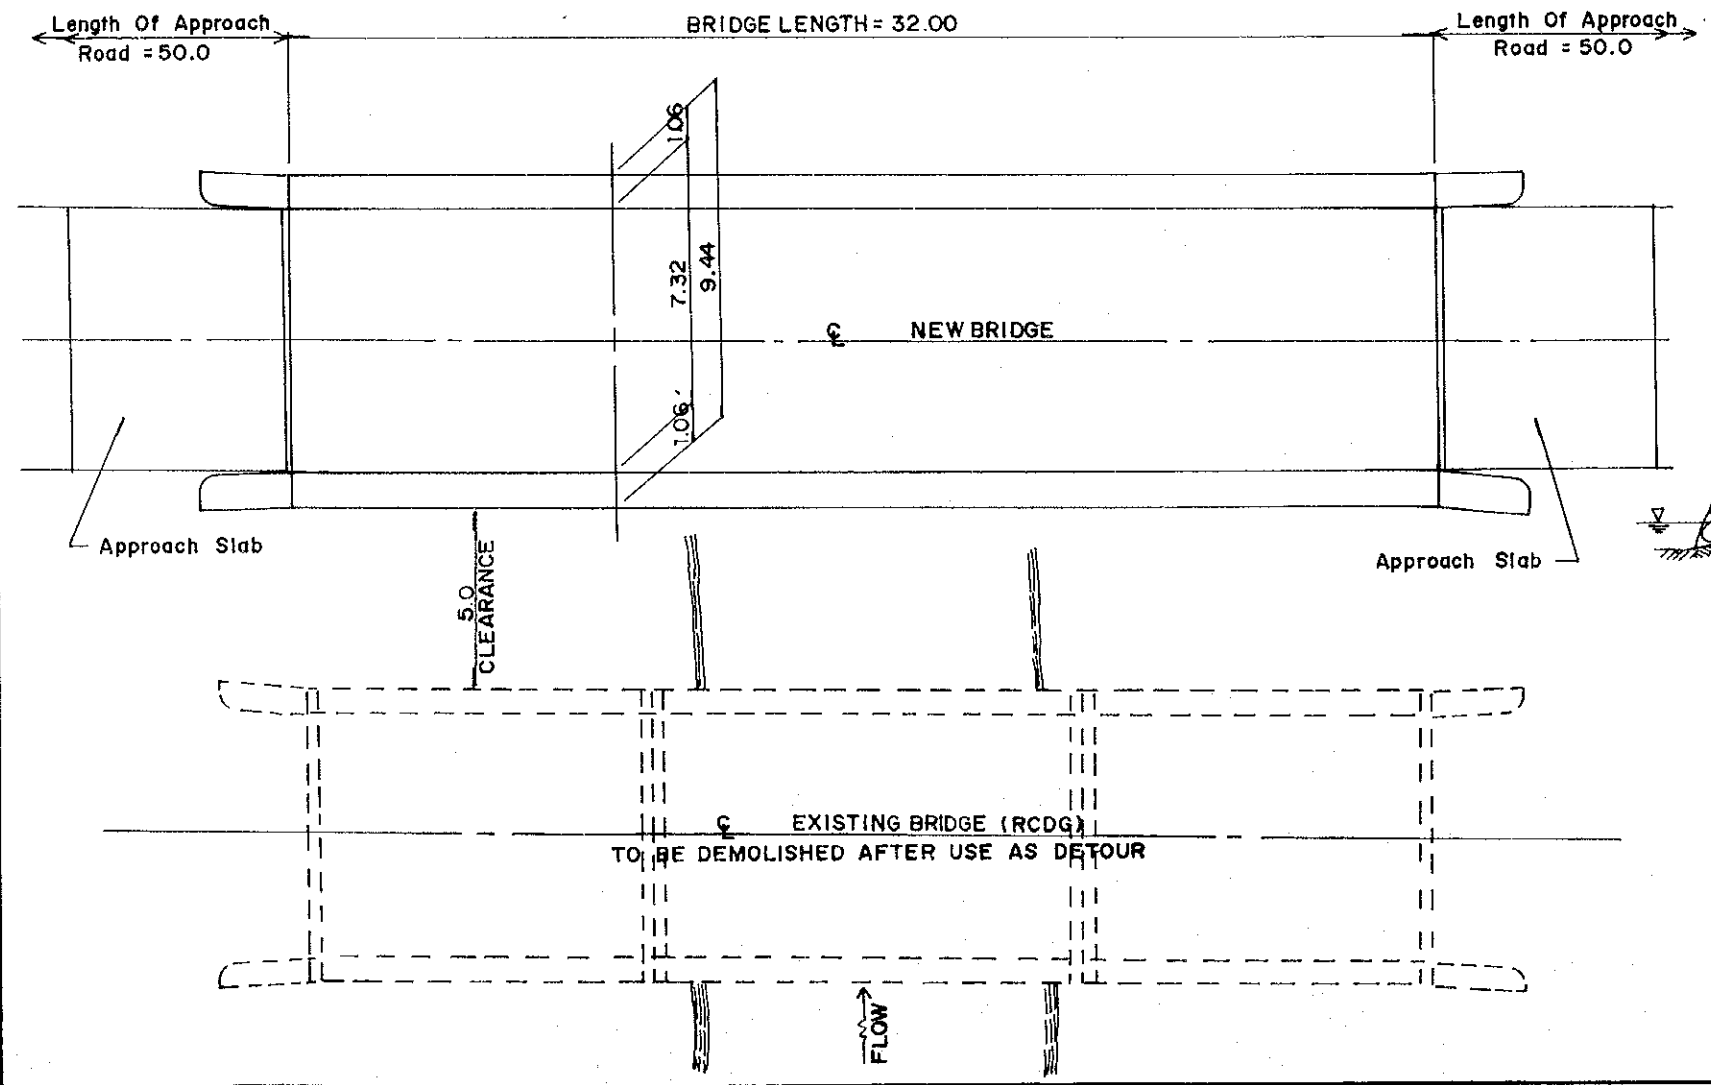 Length Of Approach
Road = 50.0
BRIDGE LENGTH = 32.00
Length Of Approach
Road = 50.0
1.06
7.32
9.44
1.06
℄ NEW BRIDGE
Approach Slab
Approach Slab
5.0
CLEARANCE
℄ EXISTING BRIDGE (RCDG)
TO BE DEMOLISHED AFTER USE AS DETOUR
FLOW